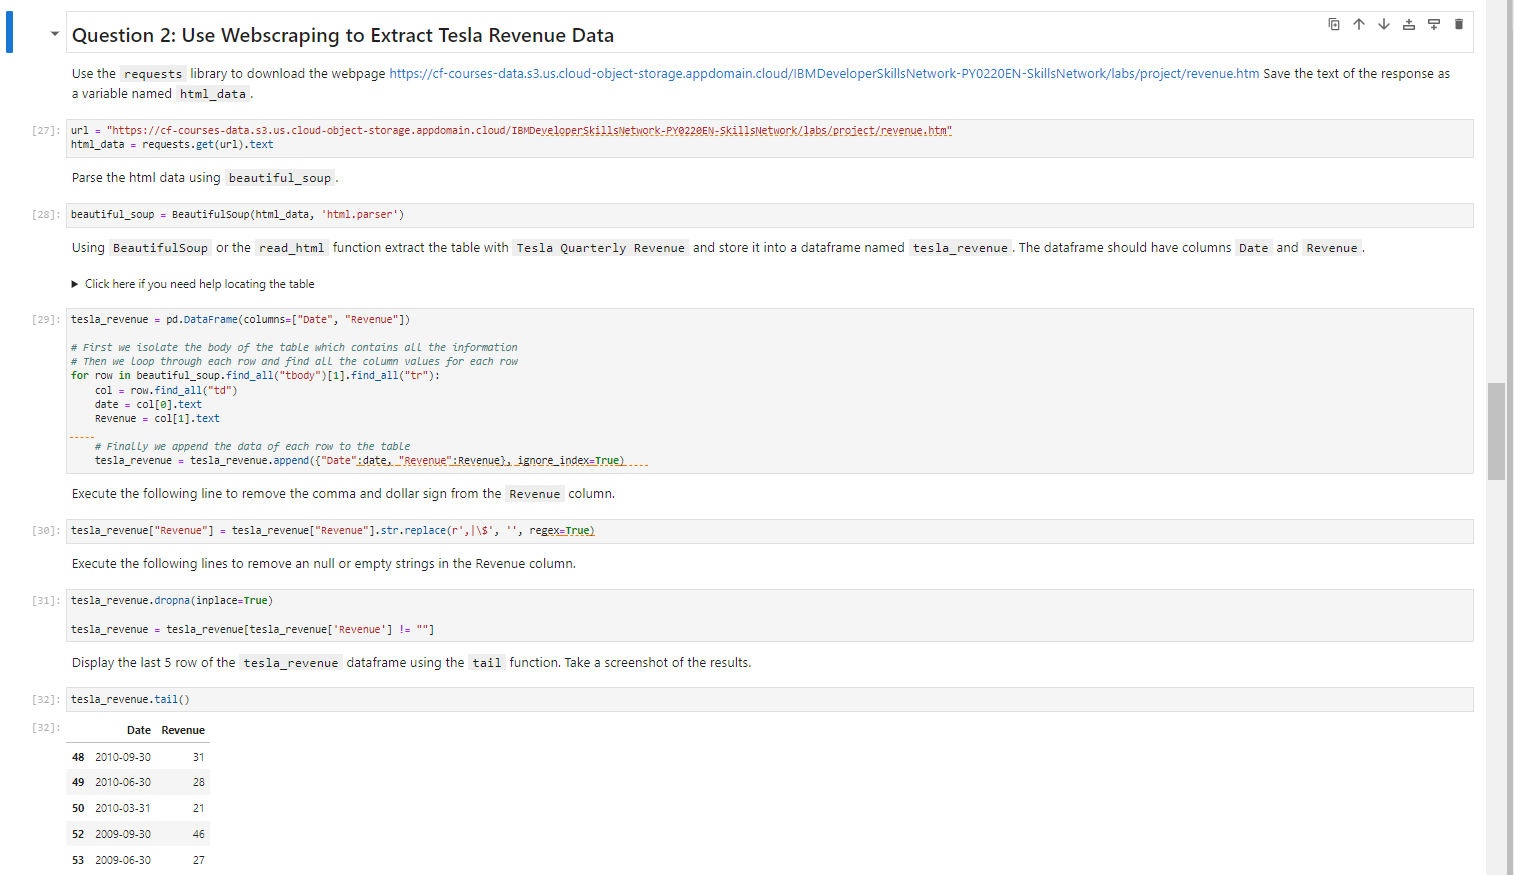 Question 2: Use Webscraping to Extract Tesla Revenue Data
Use the requests library to download the webpage https://cf-courses-data.s3.us.cloud-object-storage.appdomain.cloud/IBMDeveloperSkillsNetwork-PY0220EN-SkillsNetwork/labs/project/revenue.htm Save the text of the response as
a variable named html_data.
[27]: url = "https://cf-courses-data.s3.us.cloud-object-storage.appdomain.cloud/IBMDeveloperSkillsNetwork-PY0220EN-SkillsNetwork/labs/project/revenue.htm"
html_data = requests.get(url).text
Parse the html data using beautiful_soup.
[28]: beautiful_soup = BeautifulSoup(html_data, 'html.parser')
Using BeautifulSoup or the read_html function extract the table with Tesla Quarterly Revenue and store it into a dataframe named tesla_revenue. The dataframe should have columns Date and Revenue.
Click here if you need help locating the table
[29]: tesla_revenue = pd.DataFrame(columns=["Date", "Revenue"])
# First we isolate the body of the table which contains all the information
# Then we loop through each row and find all the column values for each row
for row in beautiful_soup.find_all("tbody")[1].find_all("tr"):
    col = row.find_all("td")
    date = col[0].text
    Revenue = col[1].text
    # Finally we append the data of each row to the table
    tesla_revenue = tesla_revenue.append({"Date":date, "Revenue":Revenue}, ignore_index=True)
Execute the following line to remove the comma and dollar sign from the Revenue column.
[30]: tesla_revenue["Revenue"] = tesla_revenue["Revenue"].str.replace(r',|\$', '', regex=True)
Execute the following lines to remove an null or empty strings in the Revenue column.
[31]: tesla_revenue.dropna(inplace=True)
tesla_revenue = tesla_revenue[tesla_revenue['Revenue'] != ""]
Display the last 5 row of the tesla_revenue dataframe using the tail function. Take a screenshot of the results.
[32]: tesla_revenue.tail()
[32]: Date Revenue
48 2010-09-30 31
49 2010-06-30 28
50 2010-03-31 21
52 2009-09-30 46
53 2009-06-30 27